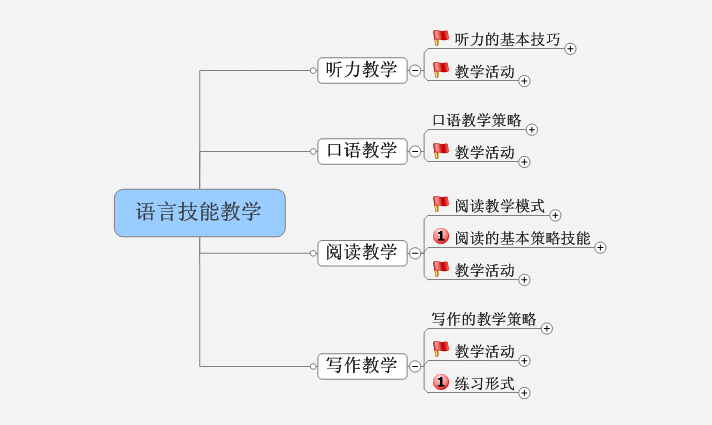 语言技能教学
听力教学
听力的基本技巧
教学活动
口语教学
口语教学策略
教学活动
阅读教学
阅读教学模式
1 阅读的基本策略技能
教学活动
写作教学
写作的教学策略
教学活动
1 练习形式